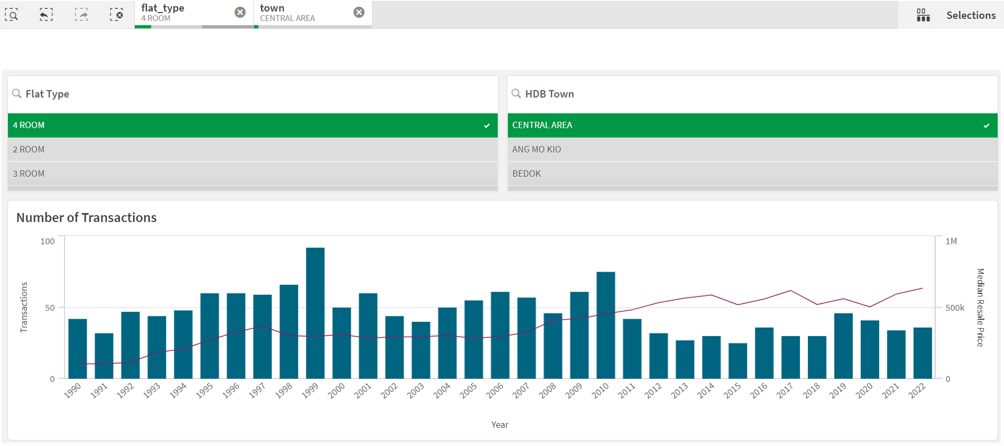 flat_type
4 ROOM
town
CENTRAL AREA
Selections
Flat Type
4 ROOM
2 ROOM
3 ROOM
HDB Town
CENTRAL AREA
ANG MO KIO
BEDOK
Number of Transactions
Transactions
100
50
0
1M
500k
0
Median Resale Price
1990 1991 1992 1993 1994 1995 1996 1997 1998 1999 2000 2001 2002 2003 2004 2005 2006 2007 2008 2009 2010 2011 2012 2013 2014 2015 2016 2017 2018 2019 2020 2021 2022
Year